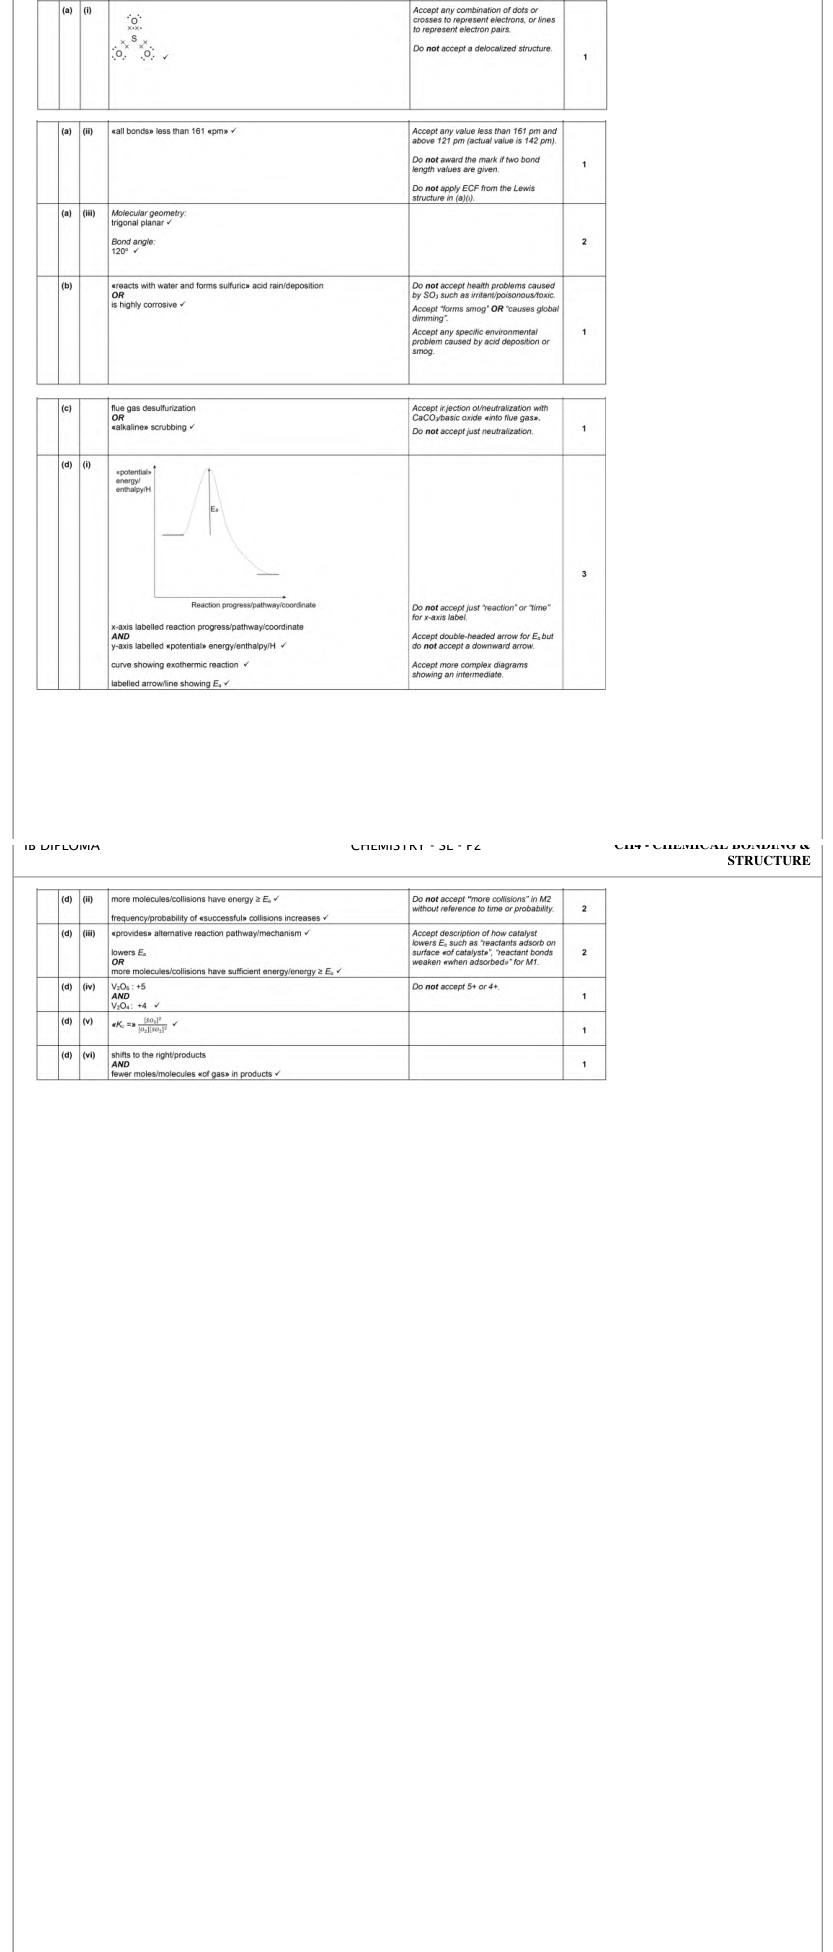 (a) (i)
O
S
O O ✓
Accept any combination of dots or
crosses to represent electrons, or lines
to represent electron pairs.
Do not accept a delocalized structure.
1
(a) (ii) «all bonds» less than 161 «pm» ✓
Accept any value less than 161 pm and
above 121 pm (actual value is 142 pm).
Do not award the mark if two bond
length values are given.
Do not apply ECF from the Lewis
structure in (a)(i).
1
(a) (iii) Molecular geometry:
trigonal planar ✓
Bond angle:
120° ✓
2
(b) «reacts with water and forms sulfuric» acid rain/deposition
OR
is highly corrosive ✓
Do not accept health problems caused
by SO₃ such as irritant/poisonous/toxic.
Accept "forms smog" OR "causes global
dimming".
Accept any specific environmental
problem caused by acid deposition or
smog.
1
(c) flue gas desulfurization
OR
«alkaline» scrubbing ✓
Accept injection of/neutralization with
CaCO₃/basic oxide «into flue gas».
Do not accept just neutralization.
1
(d) (i)
«potential»
energy/
enthalpy/H
Eₐ
Reaction progress/pathway/coordinate
x-axis labelled reaction progress/pathway/coordinate
AND
y-axis labelled «potential» energy/enthalpy/H ✓
curve showing exothermic reaction ✓
labelled arrow/line showing Eₐ ✓
Do not accept just "reaction" or "time"
for x-axis label.
Accept double-headed arrow for Eₐ but
do not accept a downward arrow.
Accept more complex diagrams
showing an intermediate.
3
IB DIPLOMA CHEMISTRY - SL - P2 CH4 - CHEMICAL BONDING &
STRUCTURE
(d) (ii) more molecules/collisions have energy ≥ Eₐ ✓
frequency/probability of «successful» collisions increases ✓
Do not accept "more collisions" in M2
without reference to time or probability.
2
(d) (iii) «provides» alternative reaction pathway/mechanism ✓
lowers Eₐ
OR
more molecules/collisions have sufficient energy/energy ≥ Eₐ ✓
Accept description of how catalyst
lowers Eₐ such as "reactants adsorb on
surface «of catalyst»", "reactant bonds
weaken «when adsorbed»" for M1.
2
(d) (iv) V₂O₅ : +5
AND
V₂O₄ : +4 ✓
Do not accept 5+ or 4+.
1
(d) (v) «K꜀ =» [SO₃]² / [O₂][SO₂]² ✓
1
(d) (vi) shifts to the right/products
AND
fewer moles/molecules «of gas» in products ✓
1